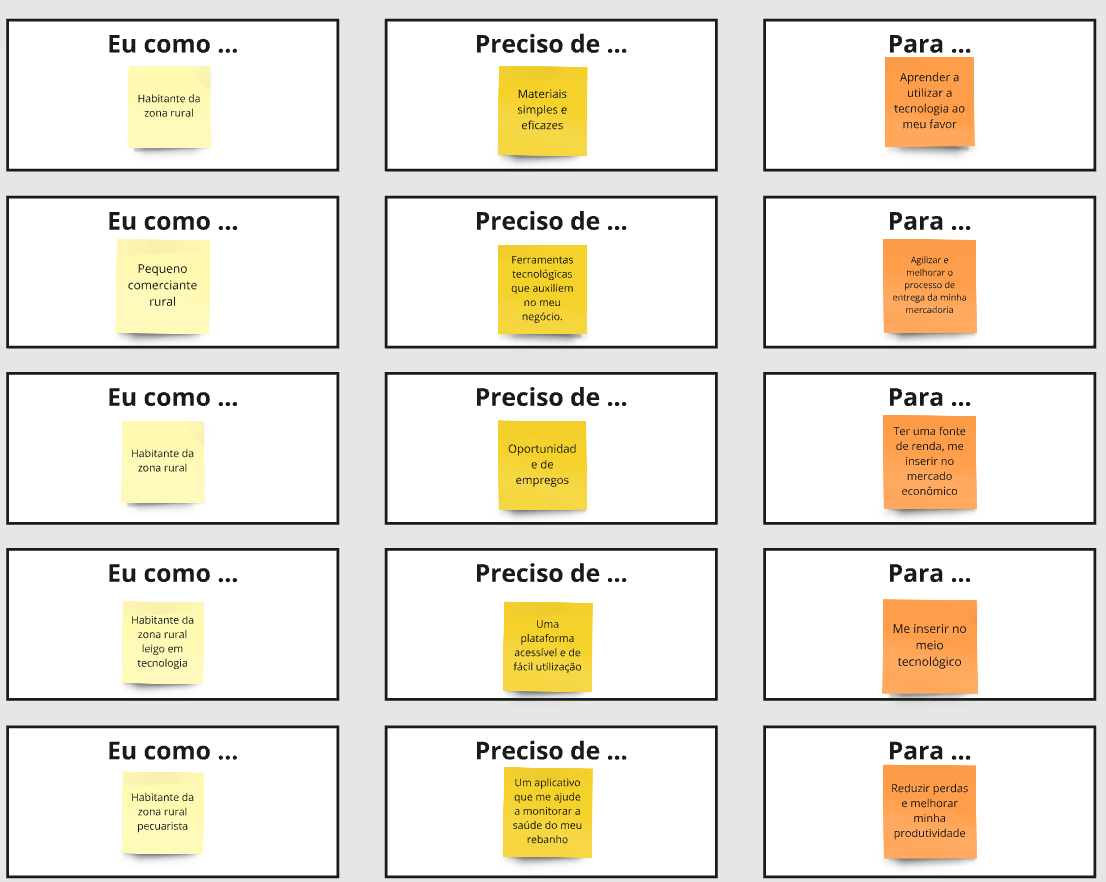 Eu como ...
Habitante da
zona rural
Preciso de ...
Materiais
simples e
eficazes
Para ...
Aprender a
utilizar a
tecnologia ao
meu favor
Eu como ...
Pequeno
comerciante
rural
Preciso de ...
Ferramentas
tecnológicas
que auxiliem
no meu
negócio.
Para ...
Agilizar e
melhorar o
processo de
entrega da minha
mercadoria
Eu como ...
Habitante da
zona rural
Preciso de ...
Oportunidad
e de
empregos
Para ...
Ter uma fonte
de renda, me
inserir no
mercado
econômico
Eu como ...
Habitante da
zona rural
leigo em
tecnologia
Preciso de ...
Uma
plataforma
acessível e de
fácil utilização
Para ...
Me inserir no
meio
tecnológico
Eu como ...
Habitante da
zona rural
pecuarista
Preciso de ...
Um aplicativo
que me ajude
a monitorar a
saúde do meu
rebanho
Para ...
Reduzir perdas
e melhorar
minha
produtividade